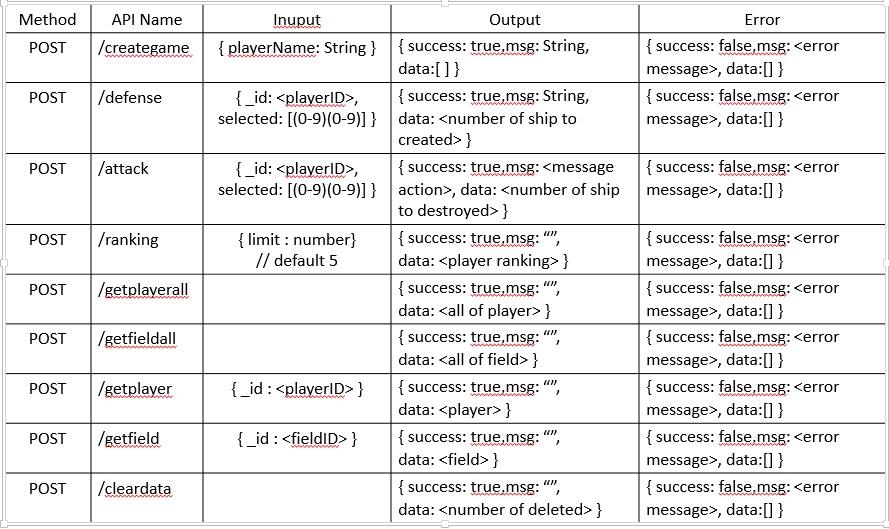 Method API Name Inuput Output Error
POST /creategame { playerName: String } { success: true,msg: String,
data:[ ] } { success: false,msg: <error
message>, data:[] }
POST /defense { _id: <playerID>,
selected: [(0-9)(0-9)] } { success: true,msg: String,
data: <number of ship to
created> } { success: false,msg: <error
message>, data:[] }
POST /attack { _id: <playerID>,
selected: [(0-9)(0-9)] } { success: true,msg: <message
action>, data: <number of ship
to destroyed> } { success: false,msg: <error
message>, data:[] }
POST /ranking { limit : number}
// default 5 { success: true,msg: “”,
data: <player ranking> } { success: false,msg: <error
message>, data:[] }
POST /getplayerall { success: true,msg: “”,
data: <all of player> } { success: false,msg: <error
message>, data:[] }
POST /getfieldall { success: true,msg: “”,
data: <all of field> } { success: false,msg: <error
message>, data:[] }
POST /getplayer { _id : <playerID> } { success: true,msg: “”,
data: <player> } { success: false,msg: <error
message>, data:[] }
POST /getfield { _id : <fieldID> } { success: true,msg: “”,
data: <field> } { success: false,msg: <error
message>, data:[] }
POST /cleardata { success: true,msg: “”,
data: <number of deleted> } { success: false,msg: <error
message>, data:[] }